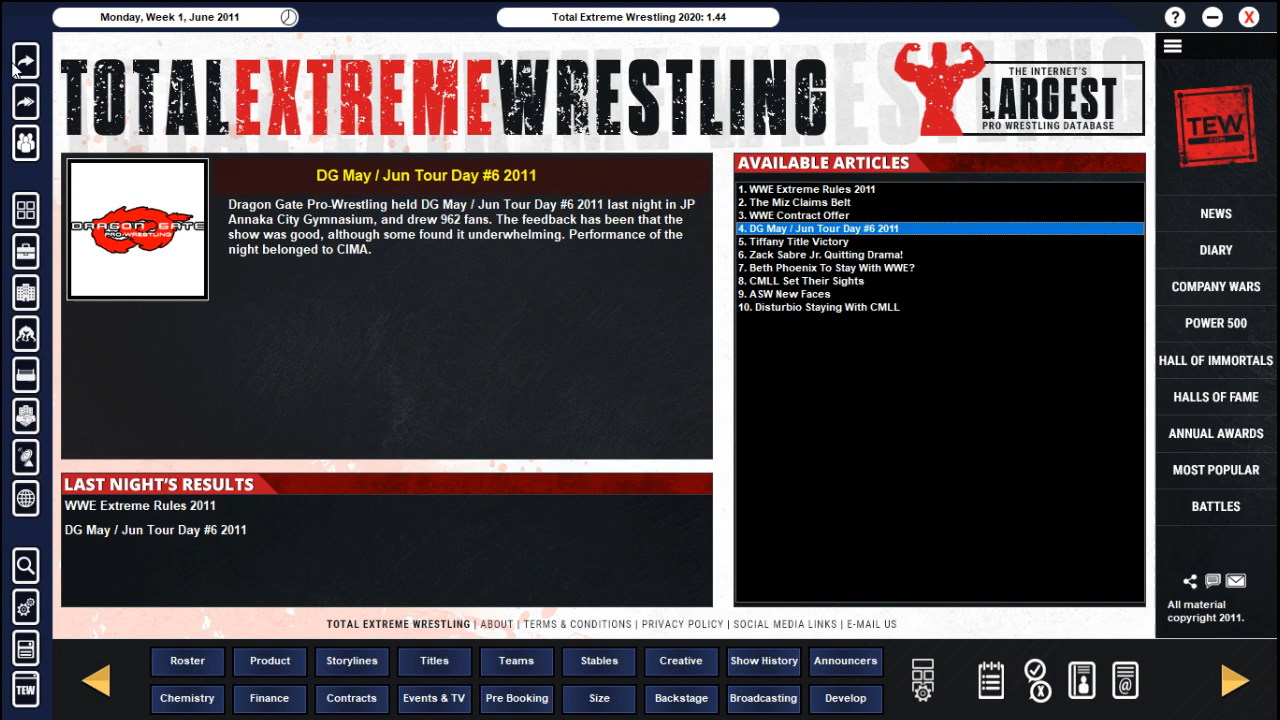 Monday, Week 1, June 2011
Total Extreme Wrestling 2020: 1.44
?
X
TOTALEXTREMEWRESTLING
THE INTERNET'S
LARGEST
PRO WRESTLING DATABASE
TEW
.COM
DG May / Jun Tour Day #6 2011
DRAGON GATE
PRO-WRESTLING
Dragon Gate Pro-Wrestling held DG May / Jun Tour Day #6 2011 last night in JP
Annaka City Gymnasium, and drew 962 fans. The feedback has been that the
show was good, although some found it underwhelming. Performance of the
night belonged to CIMA.
AVAILABLE ARTICLES
1. WWE Extreme Rules 2011
2. The Miz Claims Belt
3. WWE Contract Offer
4. DG May / Jun Tour Day #6 2011
5. Tiffany Title Victory
6. Zack Sabre Jr. Quitting Drama!
7. Beth Phoenix To Stay With WWE?
8. CMLL Set Their Sights
9. ASW New Faces
10. Disturbio Staying With CMLL
NEWS
DIARY
COMPANY WARS
POWER 500
HALL OF IMMORTALS
HALLS OF FAME
ANNUAL AWARDS
MOST POPULAR
BATTLES
All material
copyright 2011.
LAST NIGHT'S RESULTS
WWE Extreme Rules 2011
DG May / Jun Tour Day #6 2011
TOTAL EXTREME WRESTLING | ABOUT | TERMS & CONDITIONS | PRIVACY POLICY | SOCIAL MEDIA LINKS | E-MAIL US
TEW
Roster
Product
Storylines
Titles
Teams
Stables
Creative
Show History
Announcers
Chemistry
Finance
Contracts
Events & TV
Pre Booking
Size
Backstage
Broadcasting
Develop